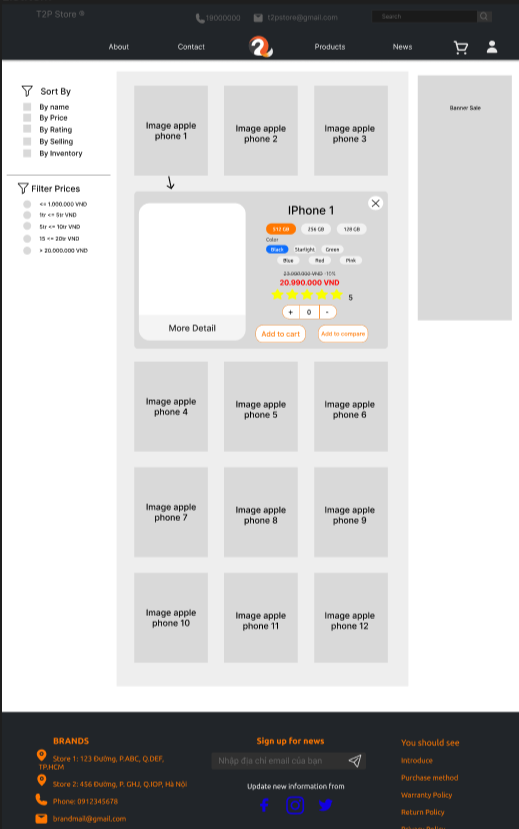 T2P Store
19000000
t2pstore@gmail.com
Search
About
Contact
Products
News
Sort By
By name
By Price
By Rating
By Selling
By Inventory
Filter Prices
<= 1.000.000 VND
1tr <= 5tr VND
5tr <= 10tr VND
15 <= 20tr VND
> 20.000.000 VND
Image apple
phone 1
Image apple
phone 2
Image apple
phone 3
Banner Sale
More Detail
IPhone 1
512 GB
256 GB
128 GB
Color
Black
Starlight
Green
Blue
Red
Pink
23.000.000 VND -10%
20.990.000 VND
5
+
0
-
Add to cart
Add to compare
Image apple
phone 4
Image apple
phone 5
Image apple
phone 6
Image apple
phone 7
Image apple
phone 8
Image apple
phone 9
Image apple
phone 10
Image apple
phone 11
Image apple
phone 12
BRANDS
Store 1: 123 Đường, P.ABC, Q.DEF,
TP.HCM
Store 2: 456 Đường, P. GHJ, Q.IOP, Hà Nội
Phone: 0912345678
brandmail@gmail.com
Sign up for news
Nhập địa chỉ email của bạn
Update new information from
You should see
Introduce
Purchase method
Warranty Policy
Return Policy
Privacy Policy